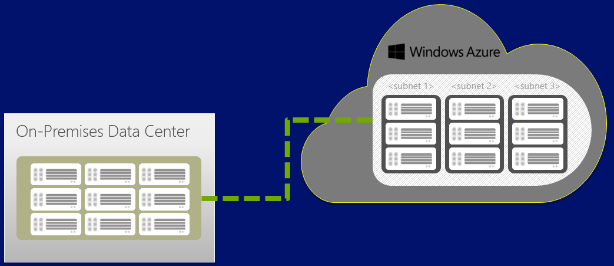 Windows Azure
<subnet 1> <subnet 2> <subnet 3>
On-Premises Data Center